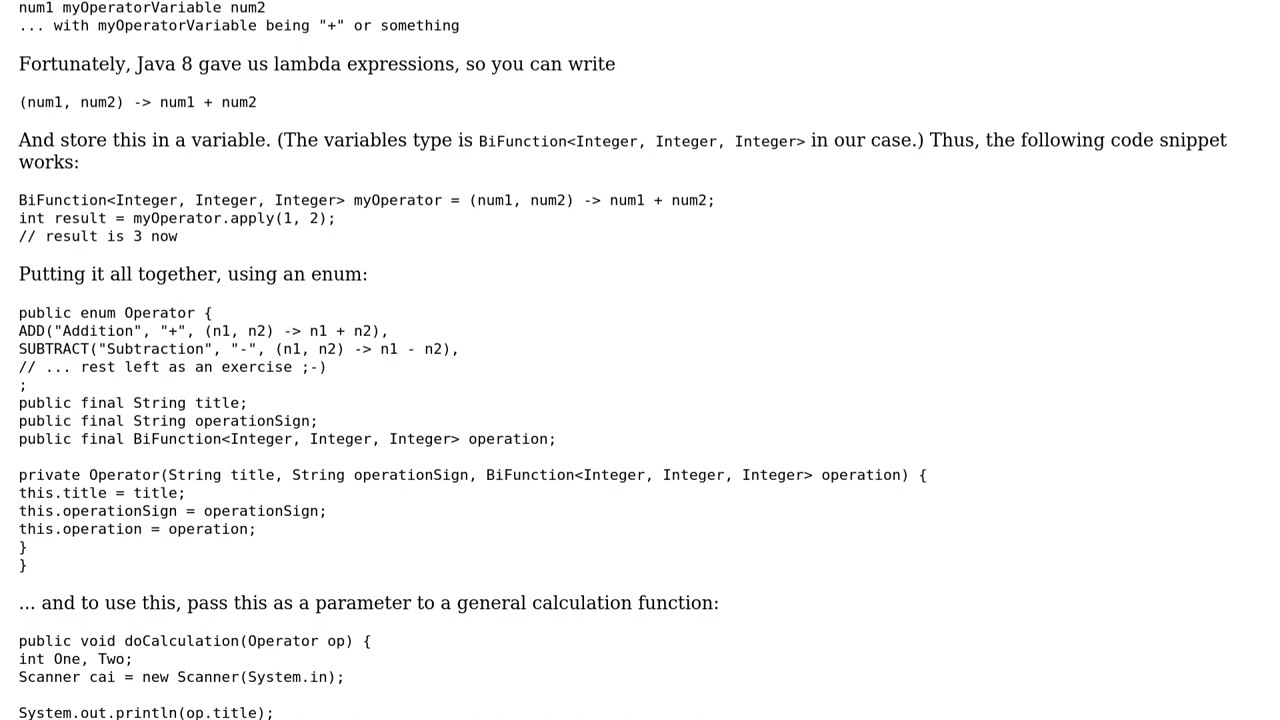 num1 myOperatorVariable num2
... with myOperatorVariable being "+" or something
Fortunately, Java 8 gave us lambda expressions, so you can write
(num1, num2) -> num1 + num2
And store this in a variable. (The variables type is BiFunction<Integer, Integer, Integer> in our case.) Thus, the following code snippet
works:
BiFunction<Integer, Integer, Integer> myOperator = (num1, num2) -> num1 + num2;
int result = myOperator.apply(1, 2);
// result is 3 now
Putting it all together, using an enum:
public enum Operator {
ADD("Addition", "+", (n1, n2) -> n1 + n2),
SUBTRACT("Subtraction", "-", (n1, n2) -> n1 - n2),
// ... rest left as an exercise ;-)
;
public final String title;
public final String operationSign;
public final BiFunction<Integer, Integer, Integer> operation;
private Operator(String title, String operationSign, BiFunction<Integer, Integer, Integer> operation) {
this.title = title;
this.operationSign = operationSign;
this.operation = operation;
}
}
... and to use this, pass this as a parameter to a general calculation function:
public void doCalculation(Operator op) {
int One, Two;
Scanner cai = new Scanner(System.in);
System.out.println(op.title);